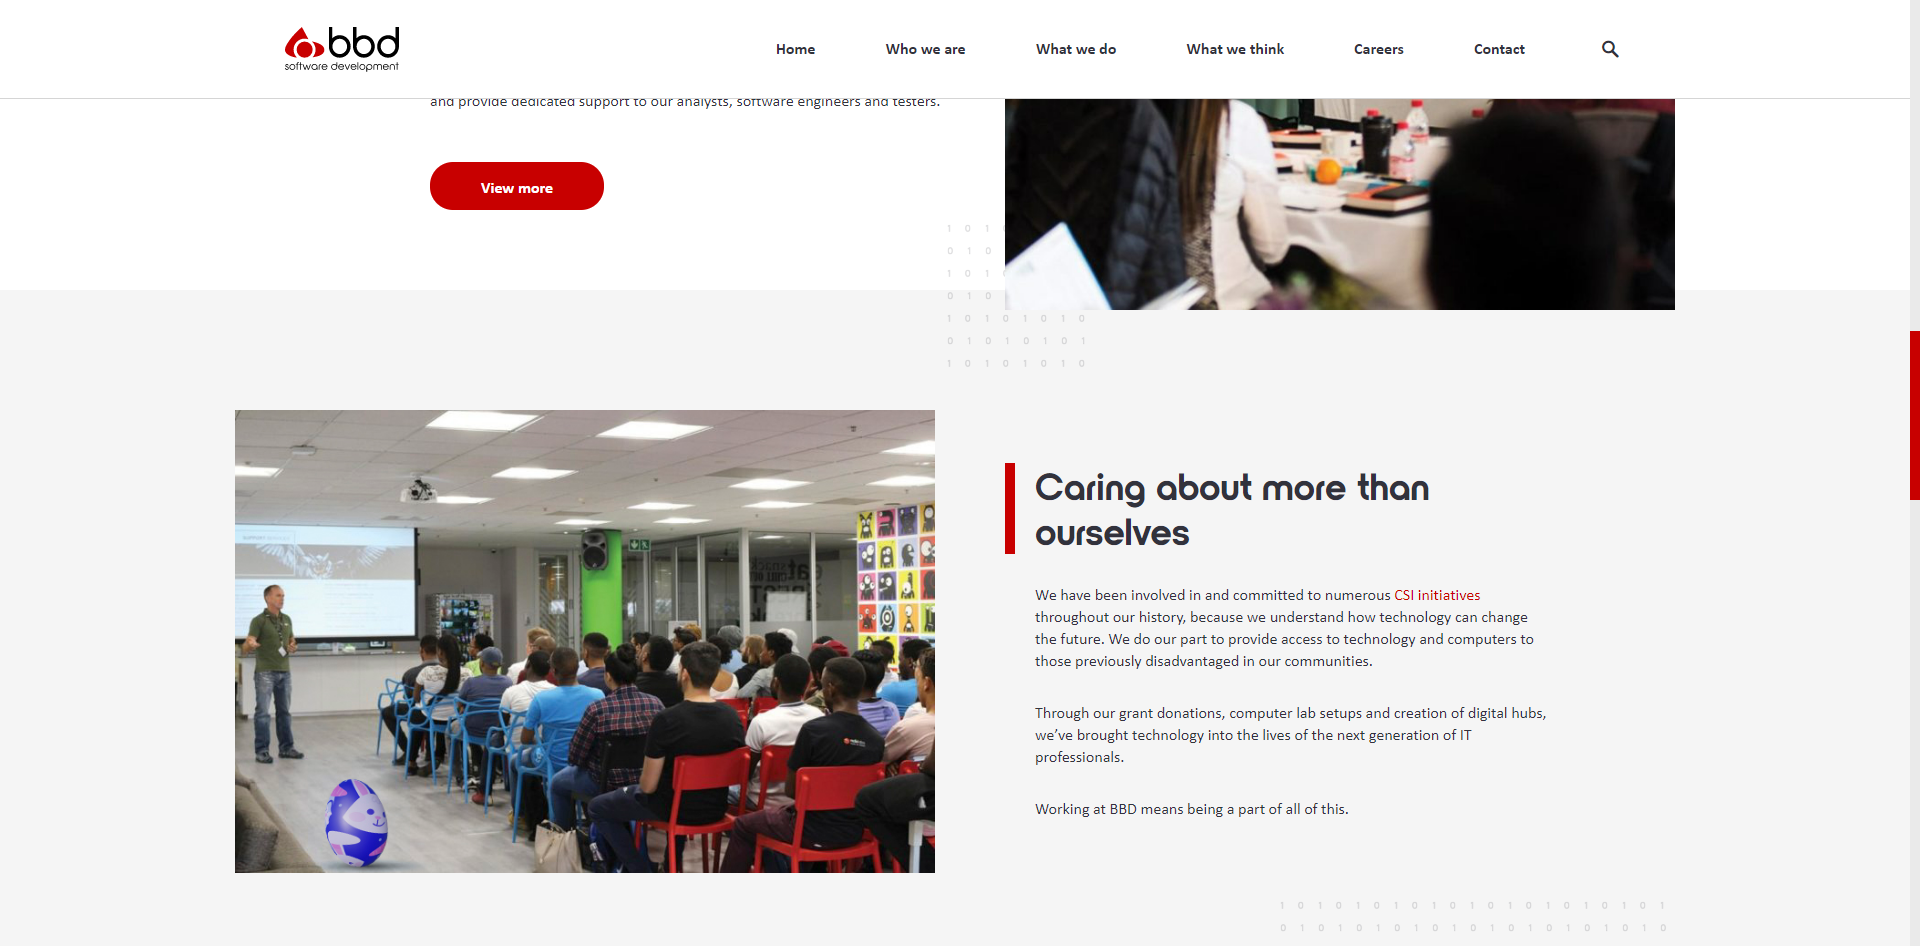 bbd
software development
Home
Who we are
What we do
What we think
Careers
Contact
and provide dedicated support to our analysts, software engineers and testers.
View more
1 0 1
0 1 0
1 0 1
0 1 0
1 0 1 0 1 0 1 0
0 1 0 1 0 1 0 1
1 0 1 0 1 0 1 0
Caring about more than
ourselves
We have been involved in and committed to numerous CSI initiatives
throughout our history, because we understand how technology can change
the future. We do our part to provide access to technology and computers to
those previously disadvantaged in our communities.
Through our grant donations, computer lab setups and creation of digital hubs,
we’ve brought technology into the lives of the next generation of IT
professionals.
Working at BBD means being a part of all of this.
1 0 1 0 1 0 1 0 1 0 1 0 1 0 1 0 1 0 1 0 1
0 1 0 1 0 1 0 1 0 1 0 1 0 1 0 1 0 1 0 1 0